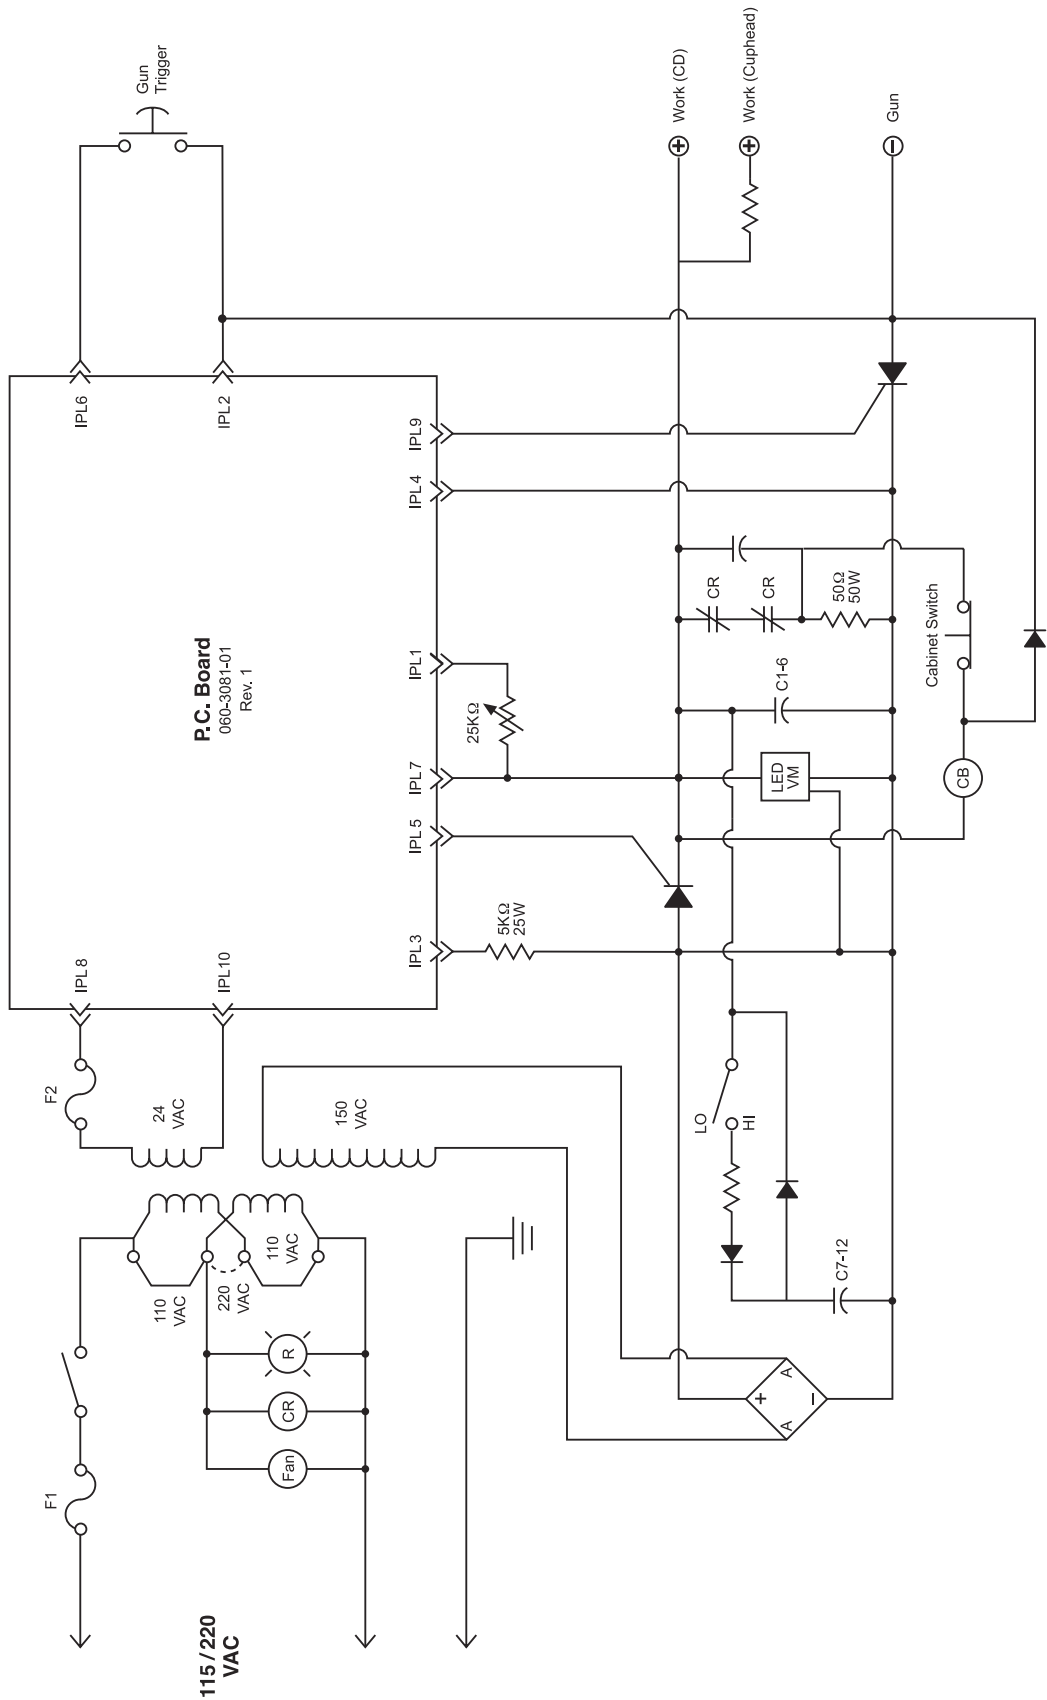 Gun
Trigger
Work (CD)
Work (Cuphead)
Gun
IPL6
IPL2
IPL9
IPL4
IPL1
IPL7
IPL5
IPL3
IPL8
IPL10
P.C. Board
060-3081-01
Rev. 1
25KΩ
5KΩ
25W
CR
CR
50Ω
50W
C1-6
LED
VM
Cabinet Switch
CB
F2
24
VAC
150
VAC
LO
HI
C7-12
110
VAC
220
VAC
110
VAC
R
CR
Fan
+
A
A
−
F1
115/220
VAC
+
+
−